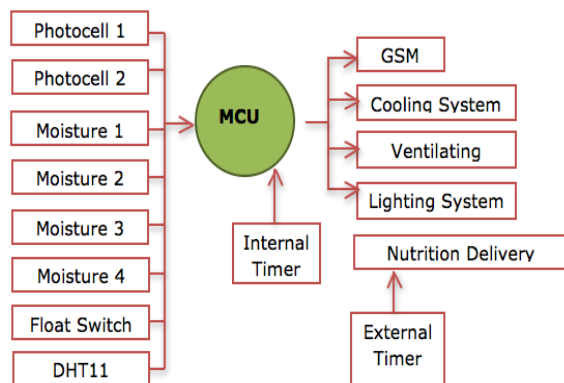 Photocell 1
Photocell 2
Moisture 1
Moisture 2
Moisture 3
Moisture 4
Float Switch
DHT11
MCU
Internal
Timer
GSM
Cooling System
Ventilating
Lighting System
Nutrition Delivery
External
Timer